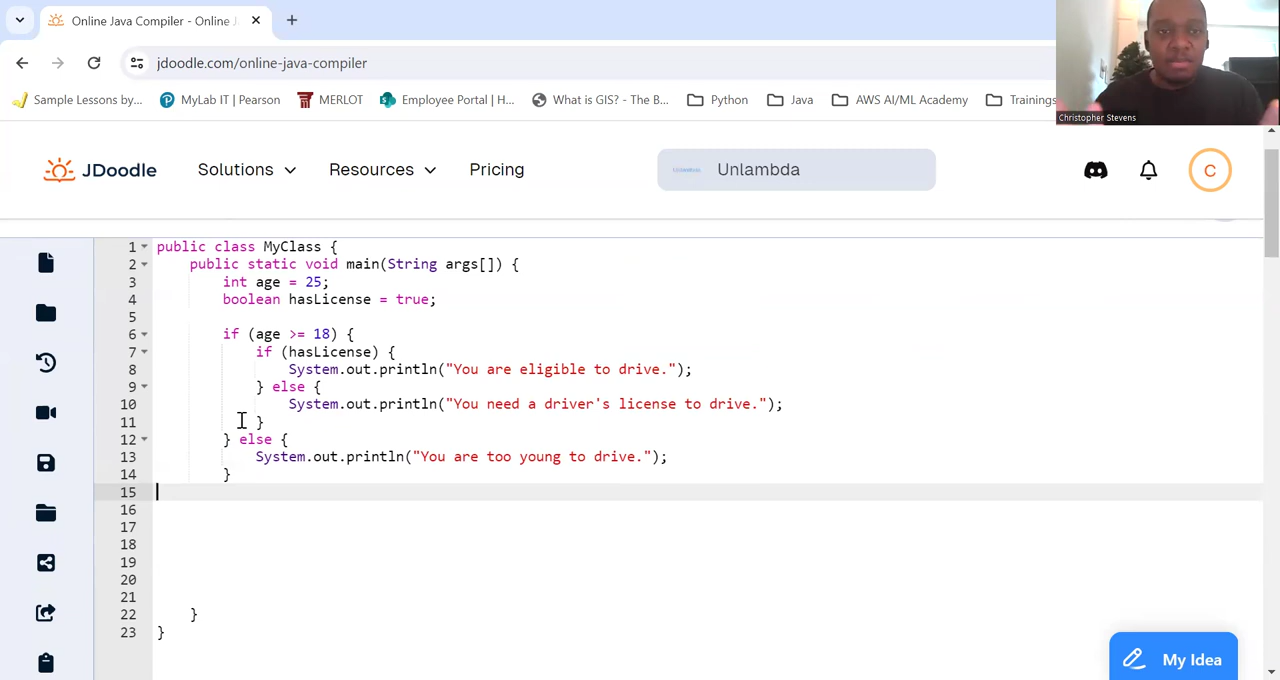 Online Java Compiler - Online J
jdoodle.com/online-java-compiler
Sample Lessons by... MyLab IT | Pearson MERLOT Employee Portal | H... What is GIS? - The B... Python Java AWS AI/ML Academy Trainings
Christopher Stevens
JDoodle Solutions Resources Pricing Unlambda C
1 public class MyClass {
2 public static void main(String args[]) {
3 int age = 25;
4 boolean hasLicense = true;
5
6 if (age >= 18) {
7 if (hasLicense) {
8 System.out.println("You are eligible to drive.");
9 } else {
10 System.out.println("You need a driver's license to drive.");
11 }
12 } else {
13 System.out.println("You are too young to drive.");
14 }
15
16
17
18
19
20
21
22 }
23 }
My Idea